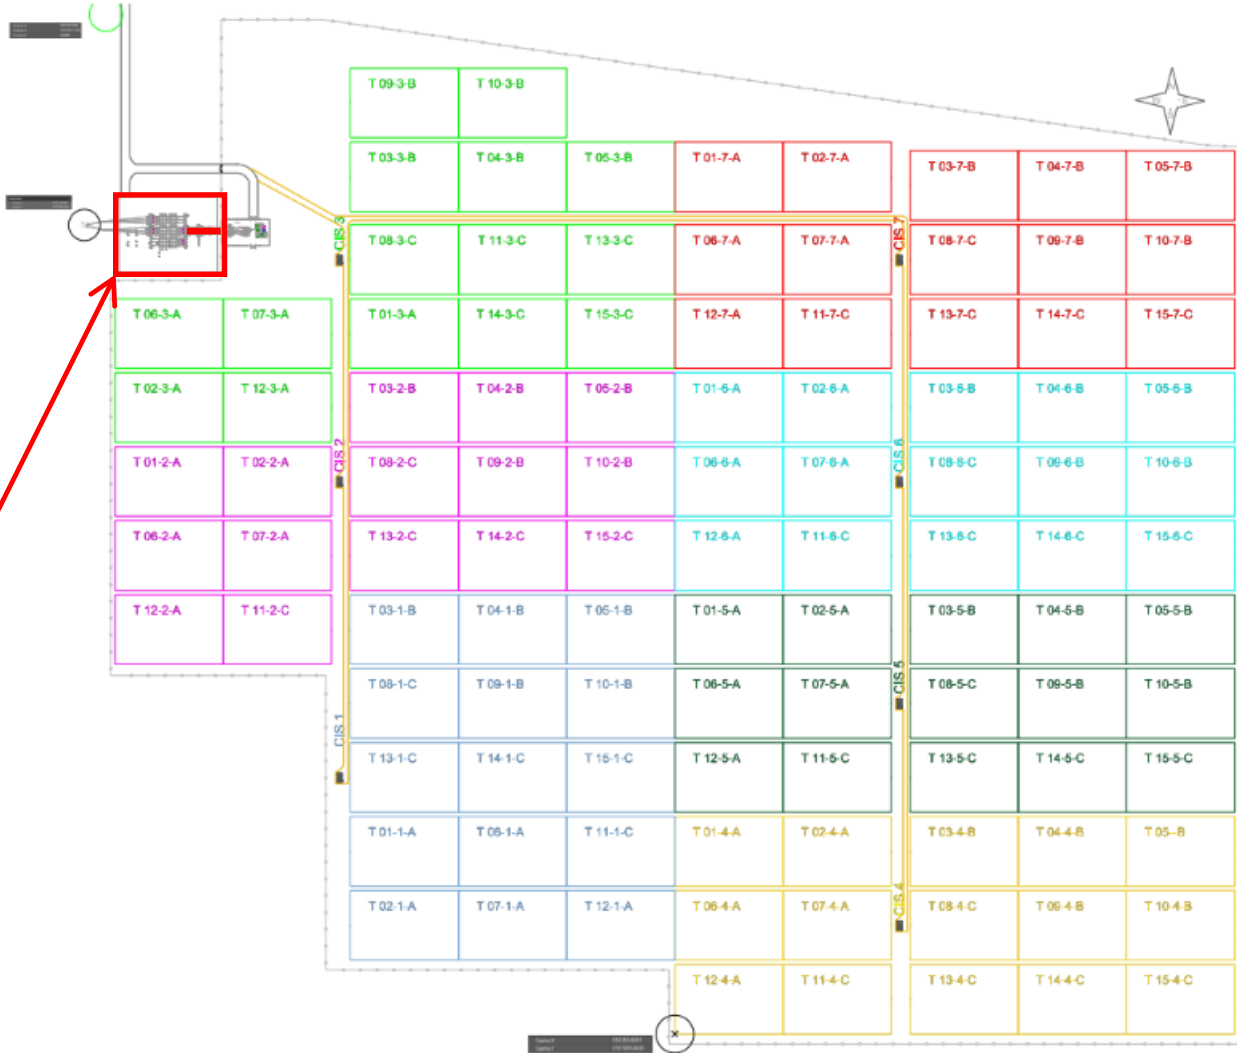 T 09-3-B T 10-3-B
T 03-3-B T 04-3-B T 05-3-B T 01-7-A T 02-7-A T 03-7-B T 04-7-B T 05-7-B
N
W E
S
CIS 3 CIS 7
T 08-3-C T 11-3-C T 13-3-C T 06-7-A T 07-7-A T 08-7-C T 09-7-B T 10-7-B
T 06-3-A T 07-3-A T 01-3-A T 14-3-C T 15-3-C T 12-7-A T 11-7-C T 13-7-C T 14-7-C T 15-7-C
T 02-3-A T 12-3-A T 03-2-B T 04-2-B T 05-2-B T 01-6-A T 02-6-A T 03-6-B T 04-6-B T 05-6-B
CIS 2 CIS 6
T 01-2-A T 02-2-A T 08-2-C T 09-2-B T 10-2-B T 06-6-A T 07-6-A T 08-6-C T 09-6-B T 10-6-B
T 06-2-A T 07-2-A T 13-2-C T 14-2-C T 15-2-C T 12-6-A T 11-6-C T 13-6-C T 14-6-C T 15-6-C
T 12-2-A T 11-2-C T 03-1-B T 04-1-B T 05-1-B T 01-5-A T 02-5-A T 03-5-B T 04-5-B T 05-5-B
CIS 5
T 08-1-C T 09-1-B T 10-1-B T 06-5-A T 07-5-A T 08-5-C T 09-5-B T 10-5-B
CIS 1
T 13-1-C T 14-1-C T 15-1-C T 12-5-A T 11-5-C T 13-5-C T 14-5-C T 15-5-C
T 01-1-A T 06-1-A T 11-1-C T 01-4-A T 02-4-A T 03-4-B T 04-4-B T 05--B
CIS 4
T 02-1-A T 07-1-A T 12-1-A T 06-4-A T 07-4-A T 08-4-C T 09-4-B T 10-4-B
T 12-4-A T 11-4-C T 13-4-C T 14-4-C T 15-4-C